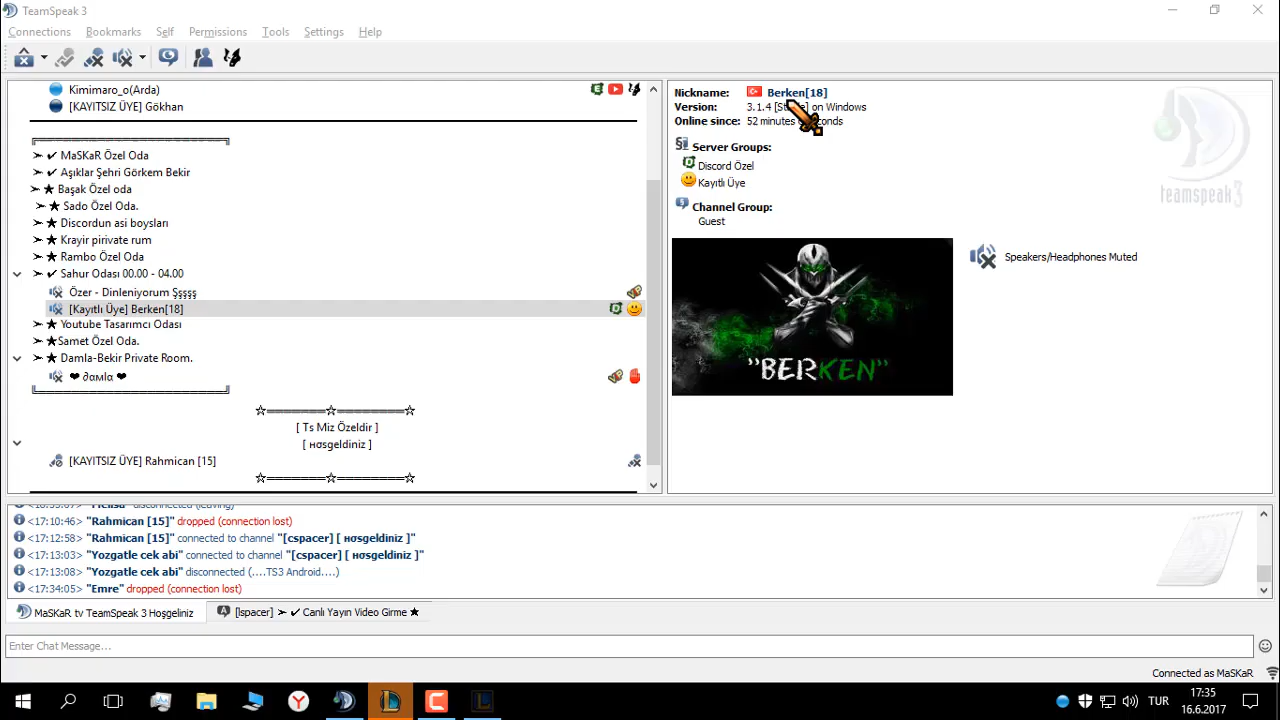 TeamSpeak 3
Connections Bookmarks Self Permissions Tools Settings Help
Kimimaro_o(Arda)
[KAYITSIZ ÜYE] Gökhan
➣ ✔ MaSKaR Özel Oda
➣ ✔ Aşıklar Şehri Görkem Bekir
➣ ★ Başak Özel oda
➣ ★ Sado Özel Oda.
➣ ★ Discordun asi boysları
➣ ★ Krayir pirivate rum
➣ ★ Rambo Özel Oda
➣ ✔ Sahur Odası 00.00 - 04.00
Özer - Dinleniyorum Şşşşş
[Kayıtlı Üye] Berken[18]
➣ ★ Youtube Tasarımcı Odası
➣ ★Samet Özel Oda.
➣ ★ Damla-Bekir Private Room.
❤ ∂αмlα ❤
[ Ts Miz Özeldir ]
[ нσsgeldiniz ]
[KAYITSIZ ÜYE] Rahmican [15]
Nickname: Berken[18]
Version: 3.1.4 on Windows
Online since: 52 minutes
Server Groups:
Discord Özel
Kayıtlı Üye
Channel Group:
Guest
"BERKEN"
Speakers/Headphones Muted
teamspeak 3
disconnected (leaving)
<17:10:46> "Rahmican [15]" dropped (connection lost)
<17:12:58> "Rahmican [15]" connected to channel "[cspacer] [ нσsgeldiniz ]"
<17:13:03> "Yozgatle cek abi" connected to channel "[cspacer] [ нσsgeldiniz ]"
<17:13:08> "Yozgatle cek abi" disconnected (....TS3 Android....)
<17:34:05> "Emre" dropped (connection lost)
MaSKaR tv TeamSpeak 3 Hoşgeliniz
[lspacer] ➣ ✔ Canlı Yayın Video Girme ★
Enter Chat Message...
Connected as MaSKaR
TUR
17:35
16.6.2017